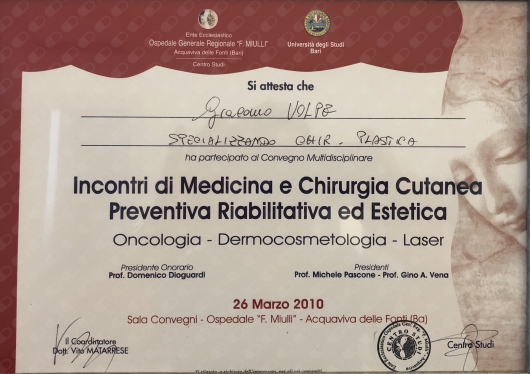 Ente Ecclesiastico
Ospedale Generale Regionale "F. MIULLI"
Acquaviva delle Fonti (Bari)
Centro Studi
Università degli Studi
Bari
Si attesta che
Giacomo VOLPE
SPECIALIZZANDO CHIR. PLASTICA
ha partecipato al Convegno Multidisciplinare
Incontri di Medicina e Chirurgia Cutanea
Preventiva Riabilitativa ed Estetica
Oncologia - Dermocosmetologia - Laser
Presidente Onorario
Prof. Domenico Dioguardi
Presidenti
Prof. Michele Pascone - Prof. Gino A. Vena
26 Marzo 2010
Sala Convegni - Ospedale "F. Miulli" - Acquaviva delle Fonti (Ba)
Il Coordinatore
Dott. Vito MATARRESE
CENTRO STUDI
Centro Studi